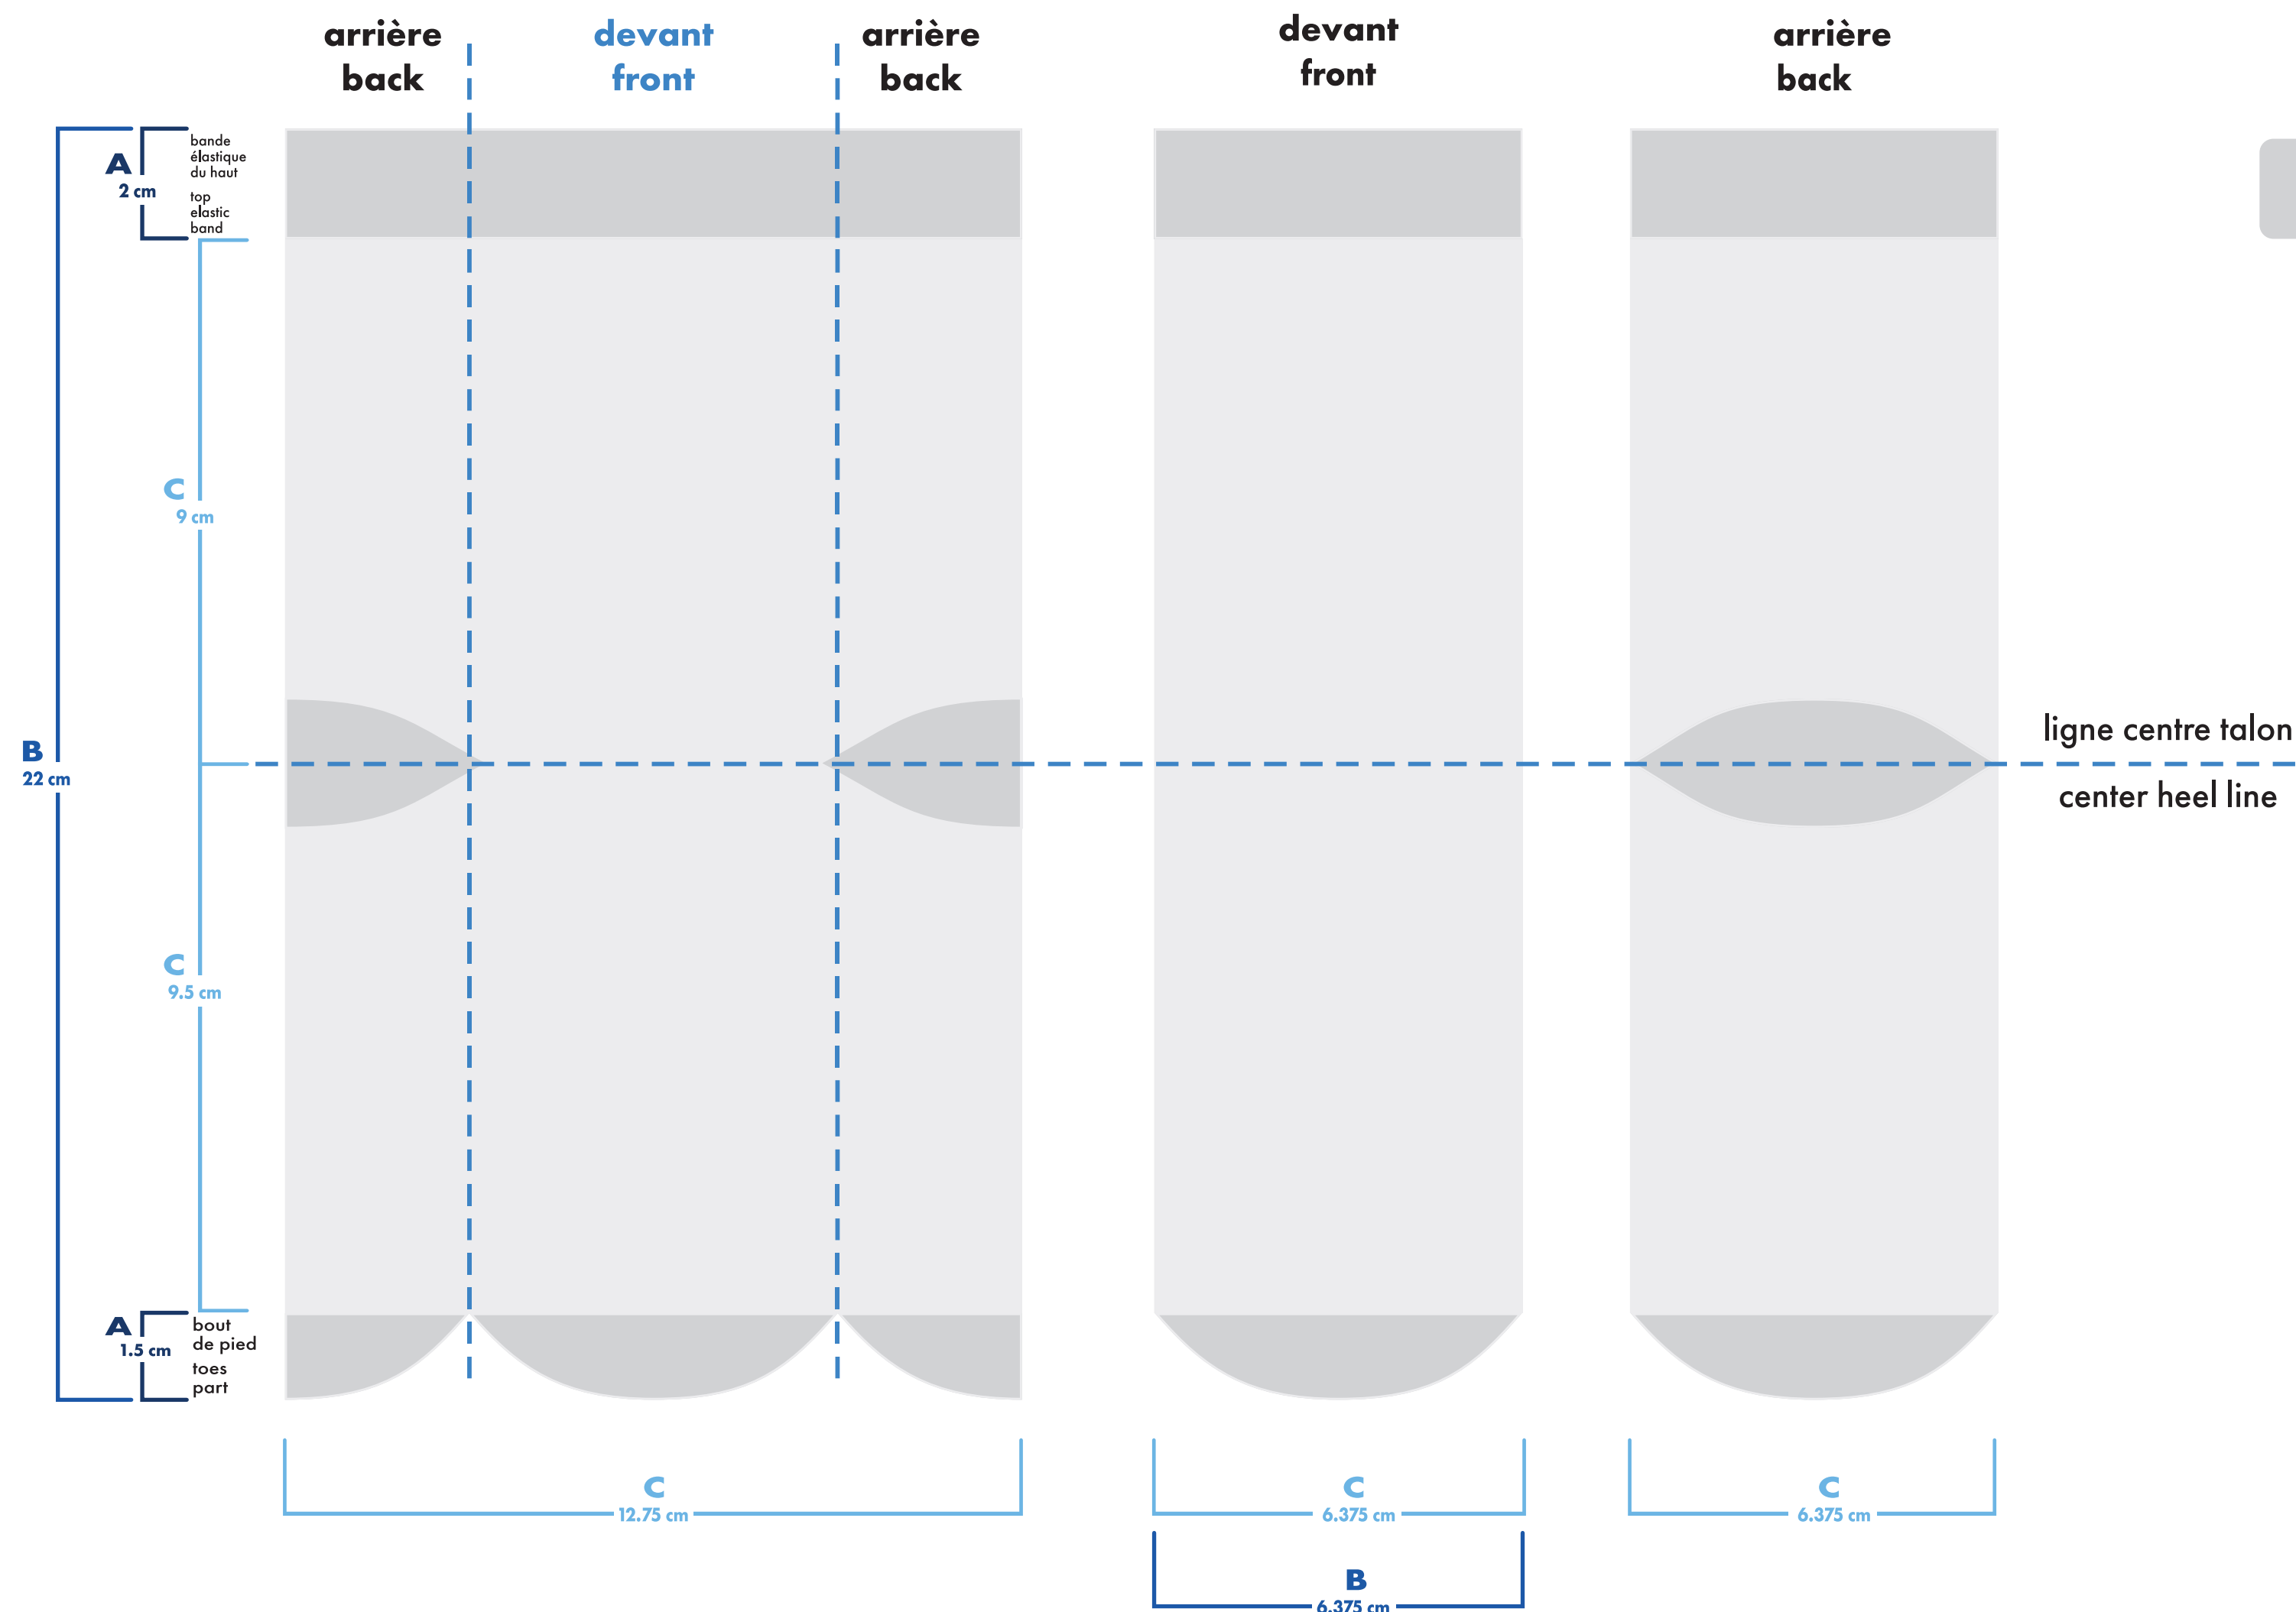 arrière
back
devant
front
arrière
back
devant
front
arrière
back
A
2 cm
bande
élastique
du haut
top
elastic
band
C
9 cm
B
22 cm
ligne centre talon
center heel line
C
9.5 cm
A
1.5 cm
bout
de pied
toes
part
C
12.75 cm
C
6.375 cm
C
6.375 cm
B
6.375 cm